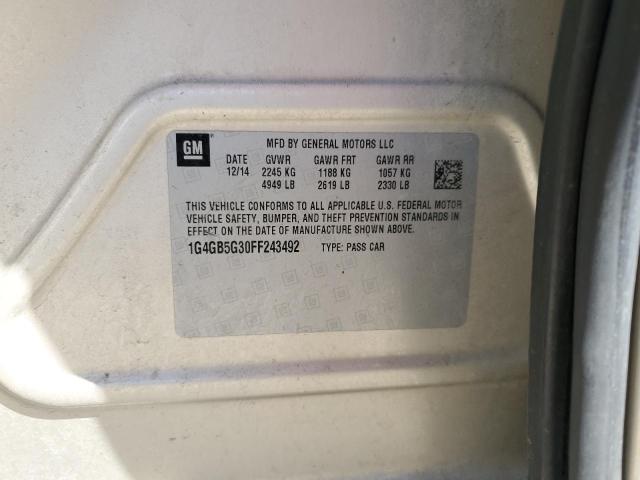 GM
MFD BY GENERAL MOTORS LLC
DATE GVWR GAWR FRT GAWR RR
12/14 2245 KG 1188 KG 1057 KG
4949 LB 2619 LB 2330 LB
THIS VEHICLE CONFORMS TO ALL APPLICABLE U.S. FEDERAL MOTOR
VEHICLE SAFETY, BUMPER, AND THEFT PREVENTION STANDARDS IN
EFFECT ON THE DATE OF MANUFACTURE SHOWN ABOVE.
1G4GB5G30FF243492 TYPE: PASS CAR